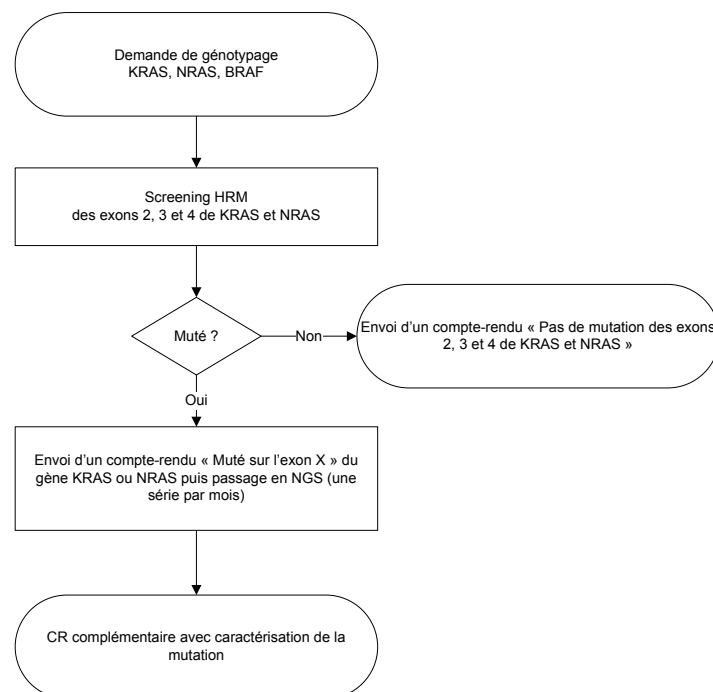 Demande de génotypage
KRAS, NRAS, BRAF
Screening HRM
des exons 2, 3 et 4 de KRAS et NRAS
Muté ?
Non
Envoi d’un compte-rendu « Pas de mutation des exons
2, 3 et 4 de KRAS et NRAS »
Oui
Envoi d’un compte-rendu « Muté sur l’exon X » du
gène KRAS ou NRAS puis passage en NGS (une
série par mois)
CR complémentaire avec caractérisation de la
mutation